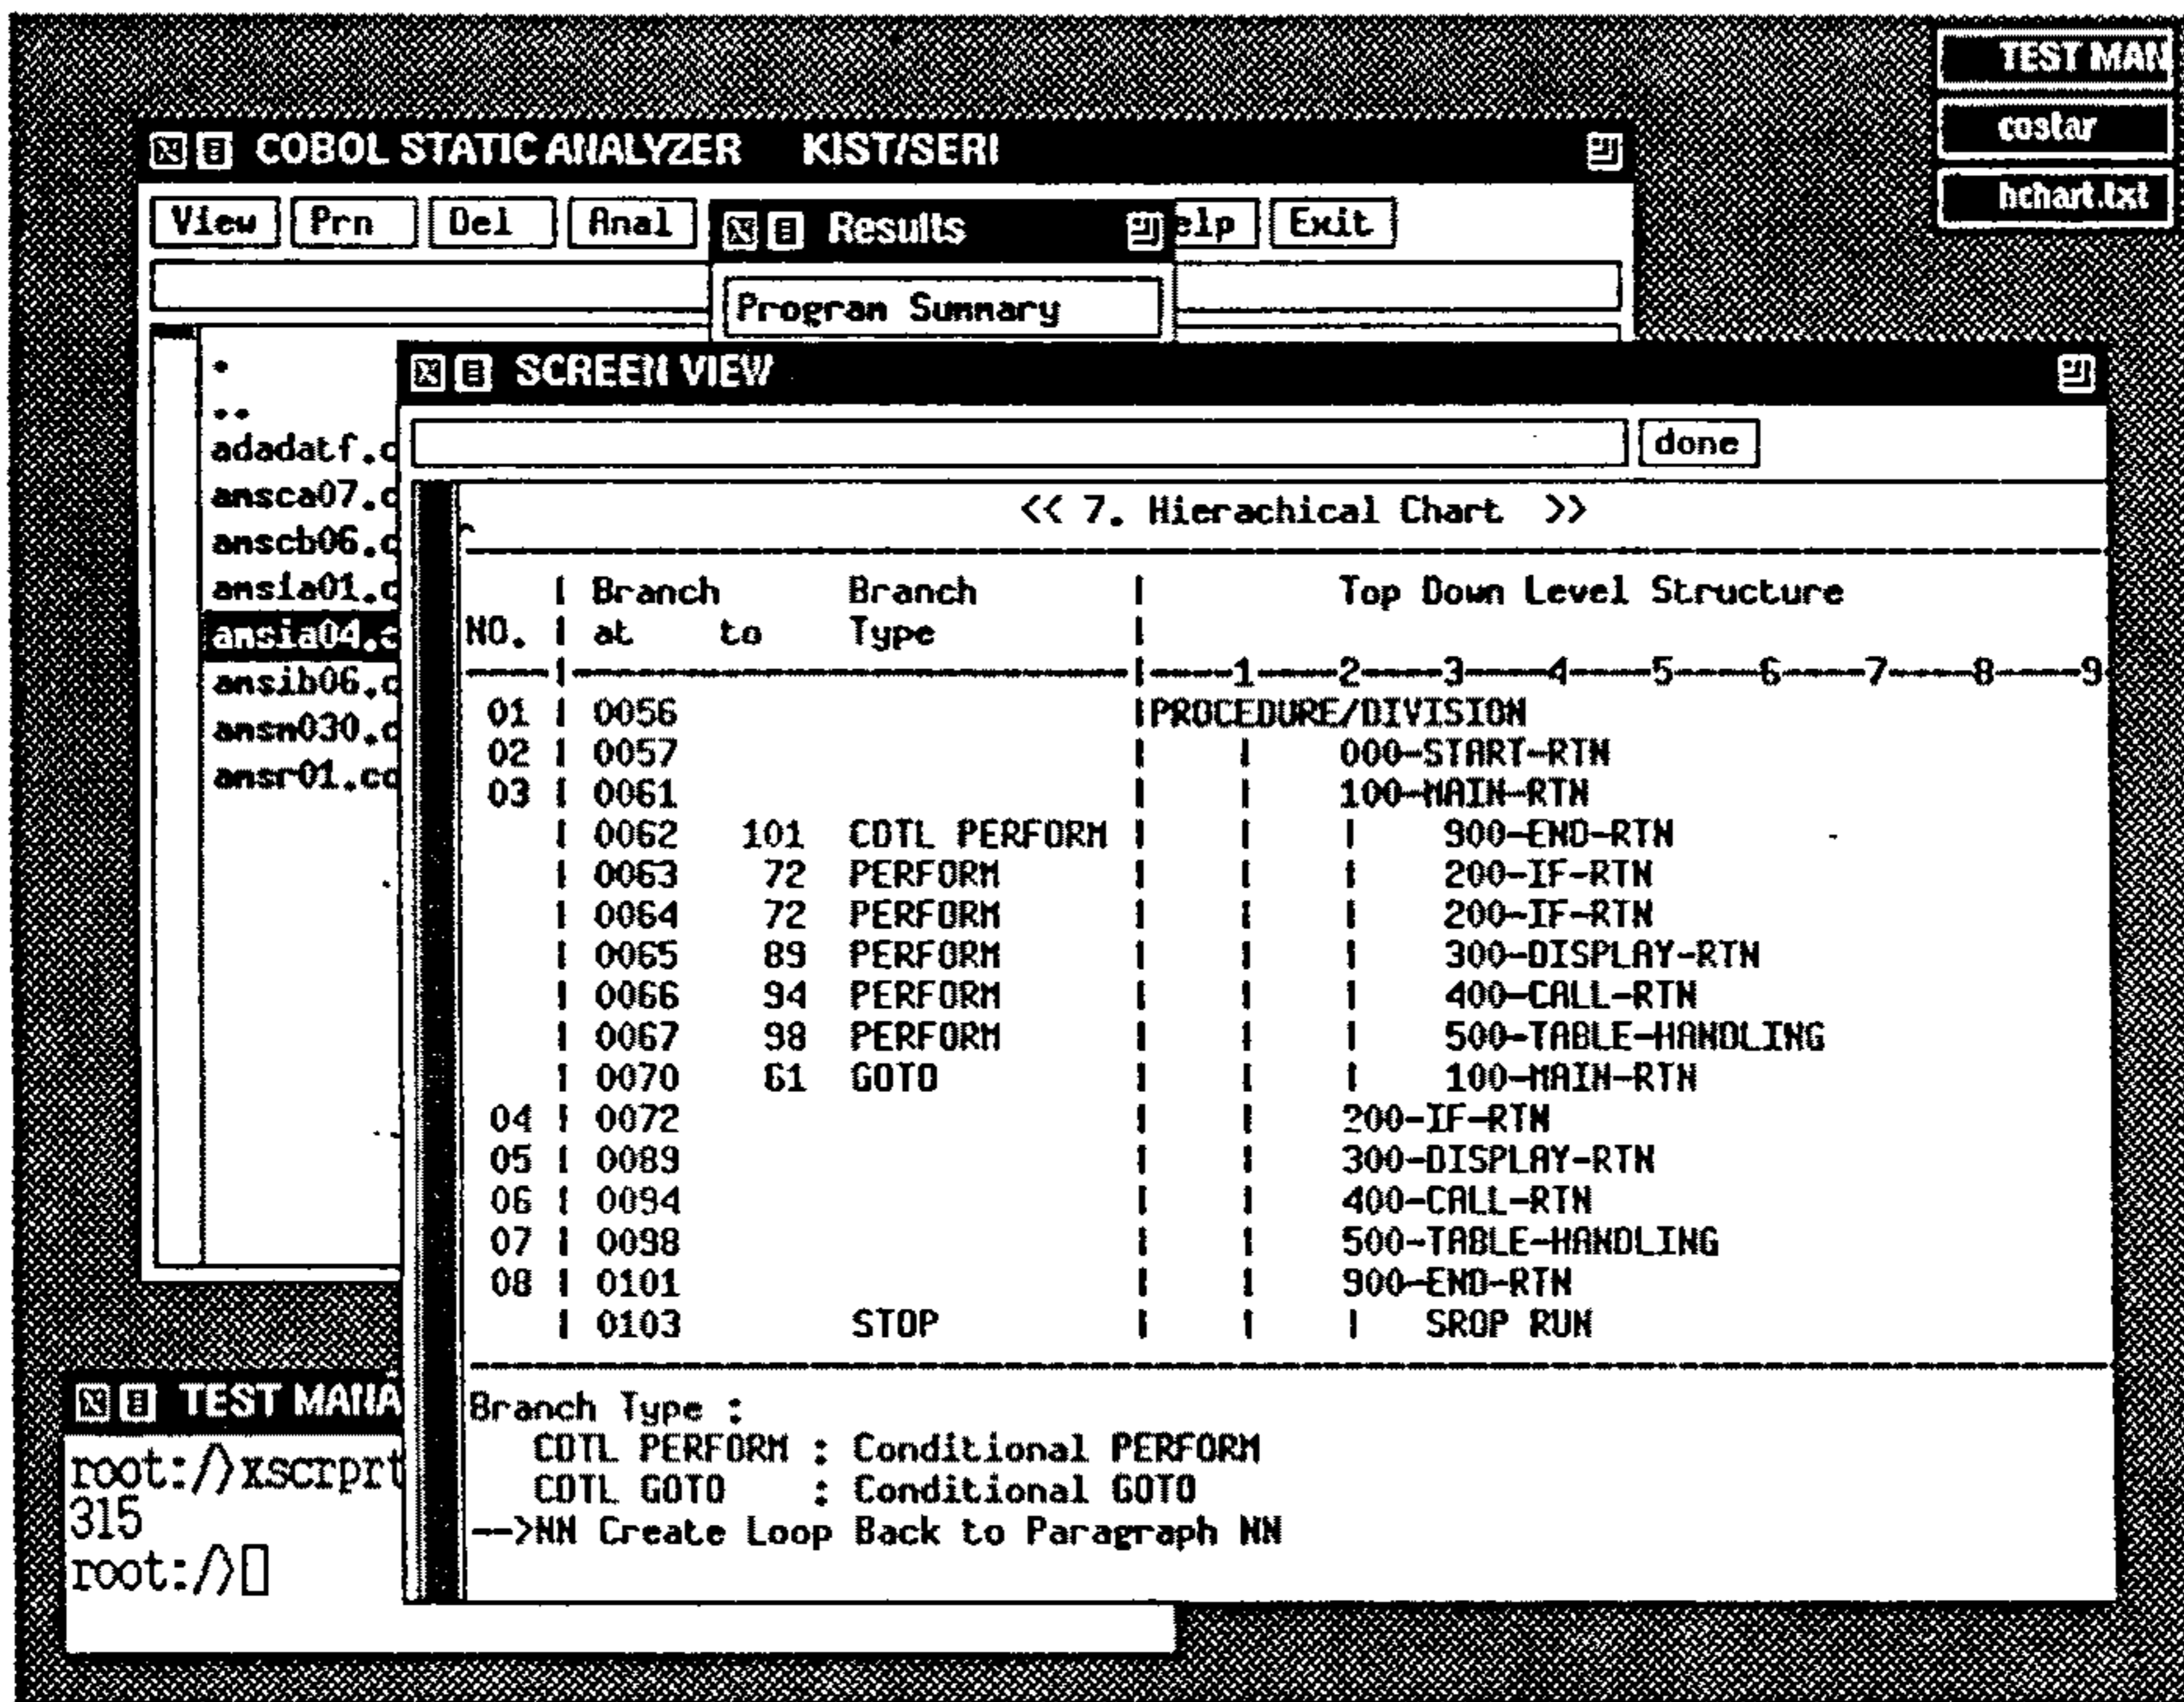 TEST MAN
costar
hchart.txt
COBOL STATIC ANALYZER KIST/SERI
View Prn Del Anal elp Exit
Results
Program Summary
.
..
adadatf.c
amsca07.c
amscb06.c
amsia01.c
amsia04.c
amsib06.c
amsm030.c
amsr01.co
SCREEN VIEW
done
<< 7. Hierachical Chart >>
| Branch Branch | Top Down Level Structure
NO. | at to Type |
-----|-----------------------------|-----1-----2-----3-----4-----5-----6-----7-----8-----9
01 | 0056 |PROCEDURE/DIVISION
02 | 0057 | | 000-START-RTN
03 | 0061 | | 100-MAIN-RTN
| 0062 101 CDTL PERFORM | | | 900-END-RTN
| 0063 72 PERFORM | | | 200-IF-RTN
| 0064 72 PERFORM | | | 200-IF-RTN
| 0065 89 PERFORM | | | 300-DISPLAY-RTN
| 0066 94 PERFORM | | | 400-CALL-RTN
| 0067 98 PERFORM | | | 500-TABLE-HANDLING
| 0070 61 GOTO | | | 100-MAIN-RTN
04 | 0072 | | 200-IF-RTN
05 | 0089 | | 300-DISPLAY-RTN
06 | 0094 | | 400-CALL-RTN
07 | 0098 | | 500-TABLE-HANDLING
08 | 0101 | | 900-END-RTN
| 0103 STOP | | | SROP RUN
Branch Type :
CDTL PERFORM : Conditional PERFORM
CDTL GOTO : Conditional GOTO
-->NN Create Loop Back to Paragraph NN
TEST MANA
root:/>xscrprt
315
root:/>